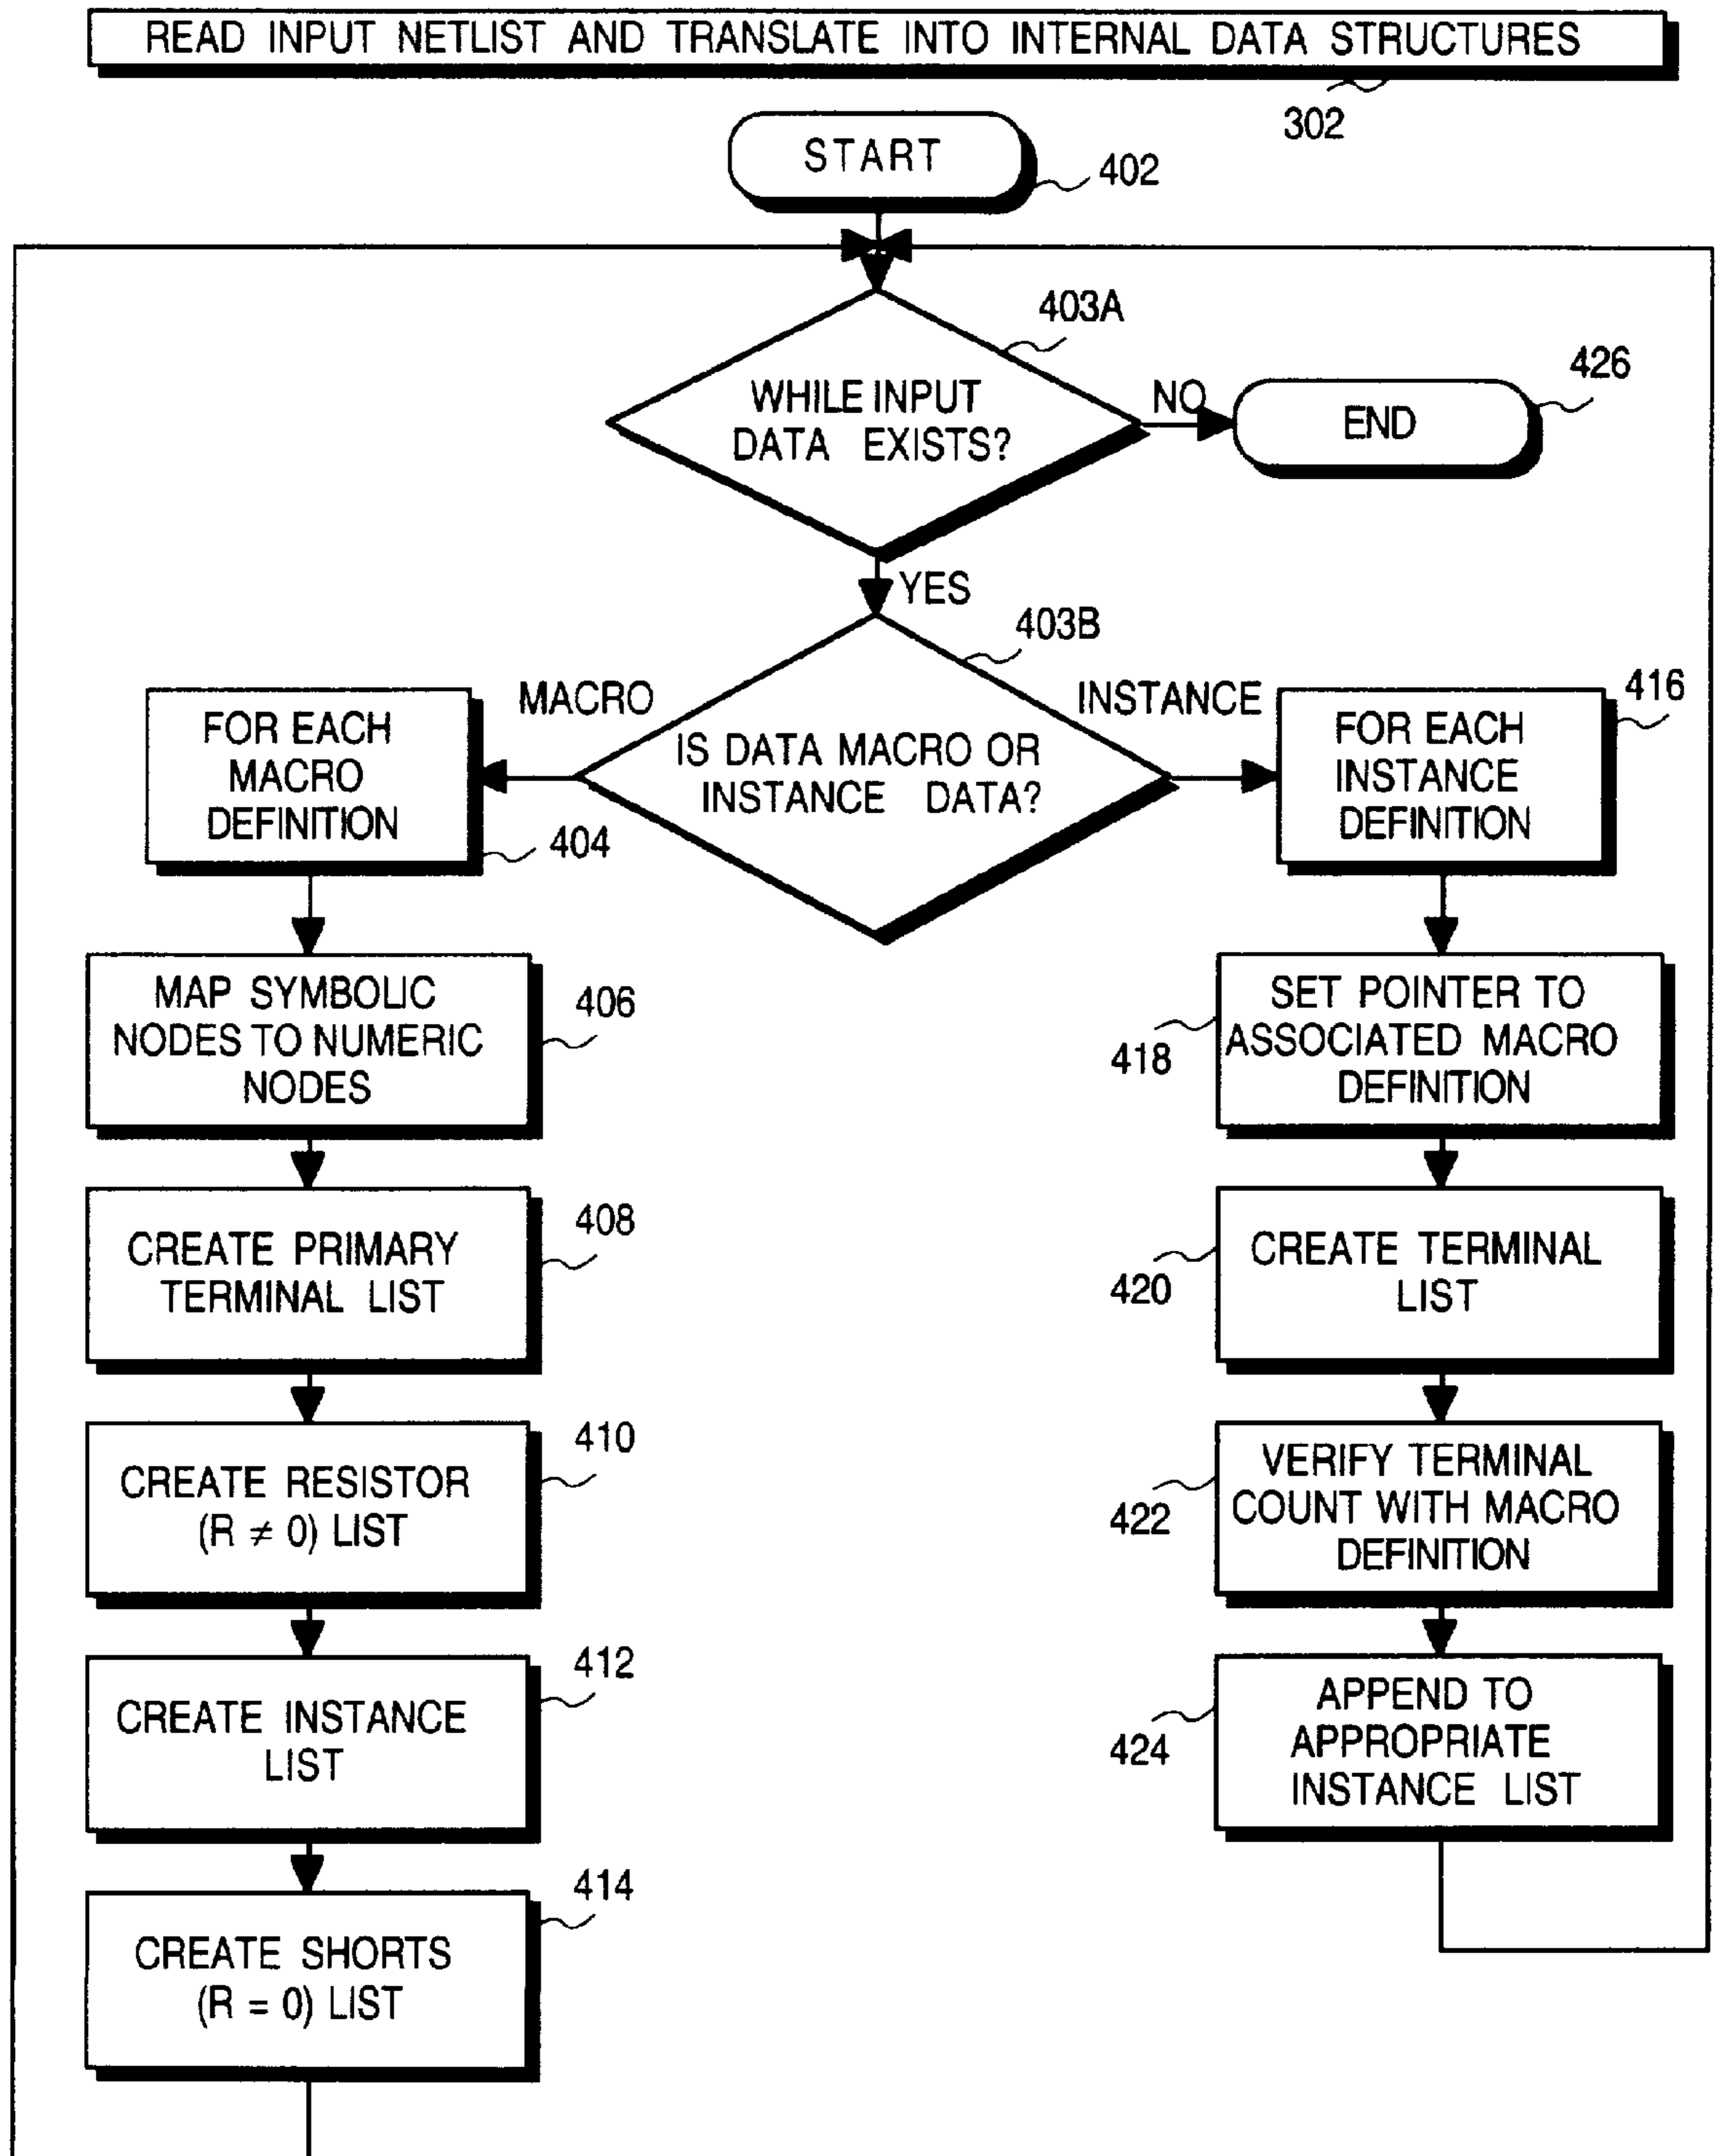 READ INPUT NETLIST AND TRANSLATE INTO INTERNAL DATA STRUCTURES
302
START
402
403A
WHILE INPUT
DATA EXISTS?
NO
END
426
YES
403B
IS DATA MACRO OR
INSTANCE DATA?
MACRO
INSTANCE
FOR EACH
MACRO
DEFINITION
404
MAP SYMBOLIC
NODES TO NUMERIC
NODES
406
CREATE PRIMARY
TERMINAL LIST
408
CREATE RESISTOR
(R ≠ 0) LIST
410
CREATE INSTANCE
LIST
412
CREATE SHORTS
(R = 0) LIST
414
FOR EACH
INSTANCE
DEFINITION
416
SET POINTER TO
ASSOCIATED MACRO
DEFINITION
418
CREATE TERMINAL
LIST
420
VERIFY TERMINAL
COUNT WITH MACRO
DEFINITION
422
APPEND TO
APPROPRIATE
INSTANCE LIST
424